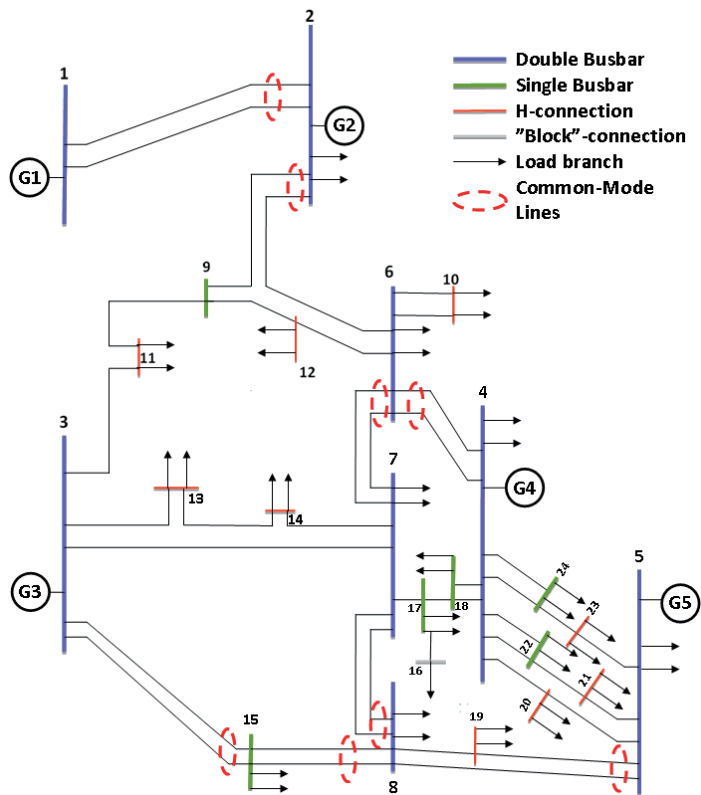 2
1
Double Busbar
Single Busbar
H-connection
”Block”-connection
Load branch
Common-Mode
Lines
G2
G1
9
6
10
11
12
4
3
7
13
14
G4
5
24
G3
G5
23
17
18
22
16
21
20
15
19
8